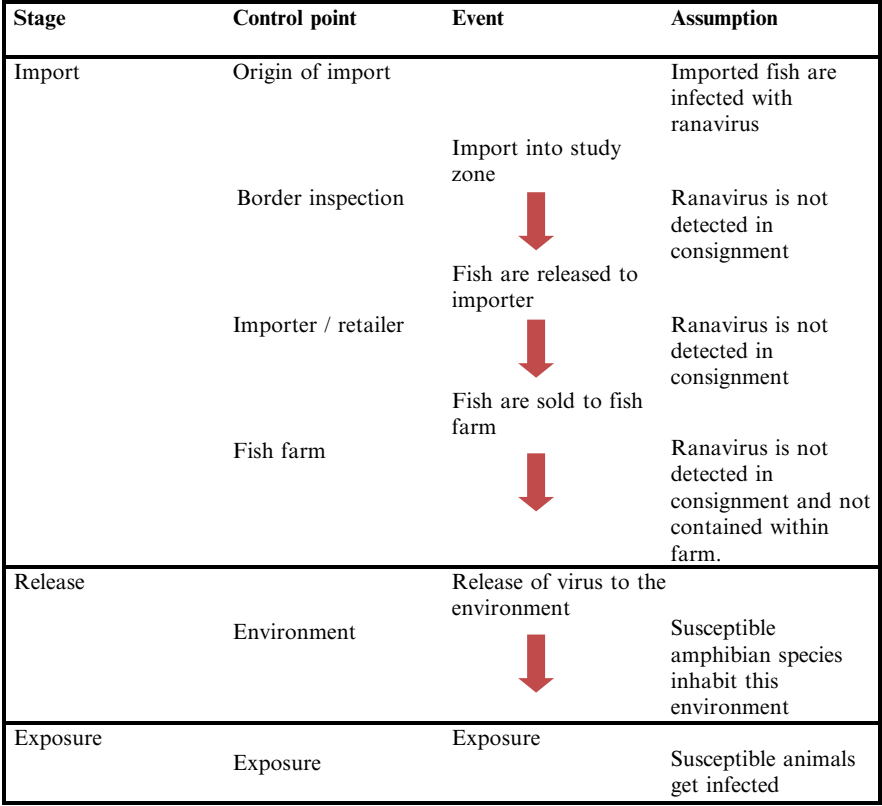 Stage Control point Event Assumption
Import Origin of import Imported fish are
infected with
ranavirus
Import into study
zone
Border inspection Ranavirus is not
detected in
consignment
Fish are released to
importer
Importer / retailer Ranavirus is not
detected in
consignment
Fish are sold to fish
farm
Fish farm Ranavirus is not
detected in
consignment and not
contained within
farm.
Release Release of virus to the
environment
Environment Susceptible
amphibian species
inhabit this
environment
Exposure Exposure
Exposure Susceptible animals
get infected